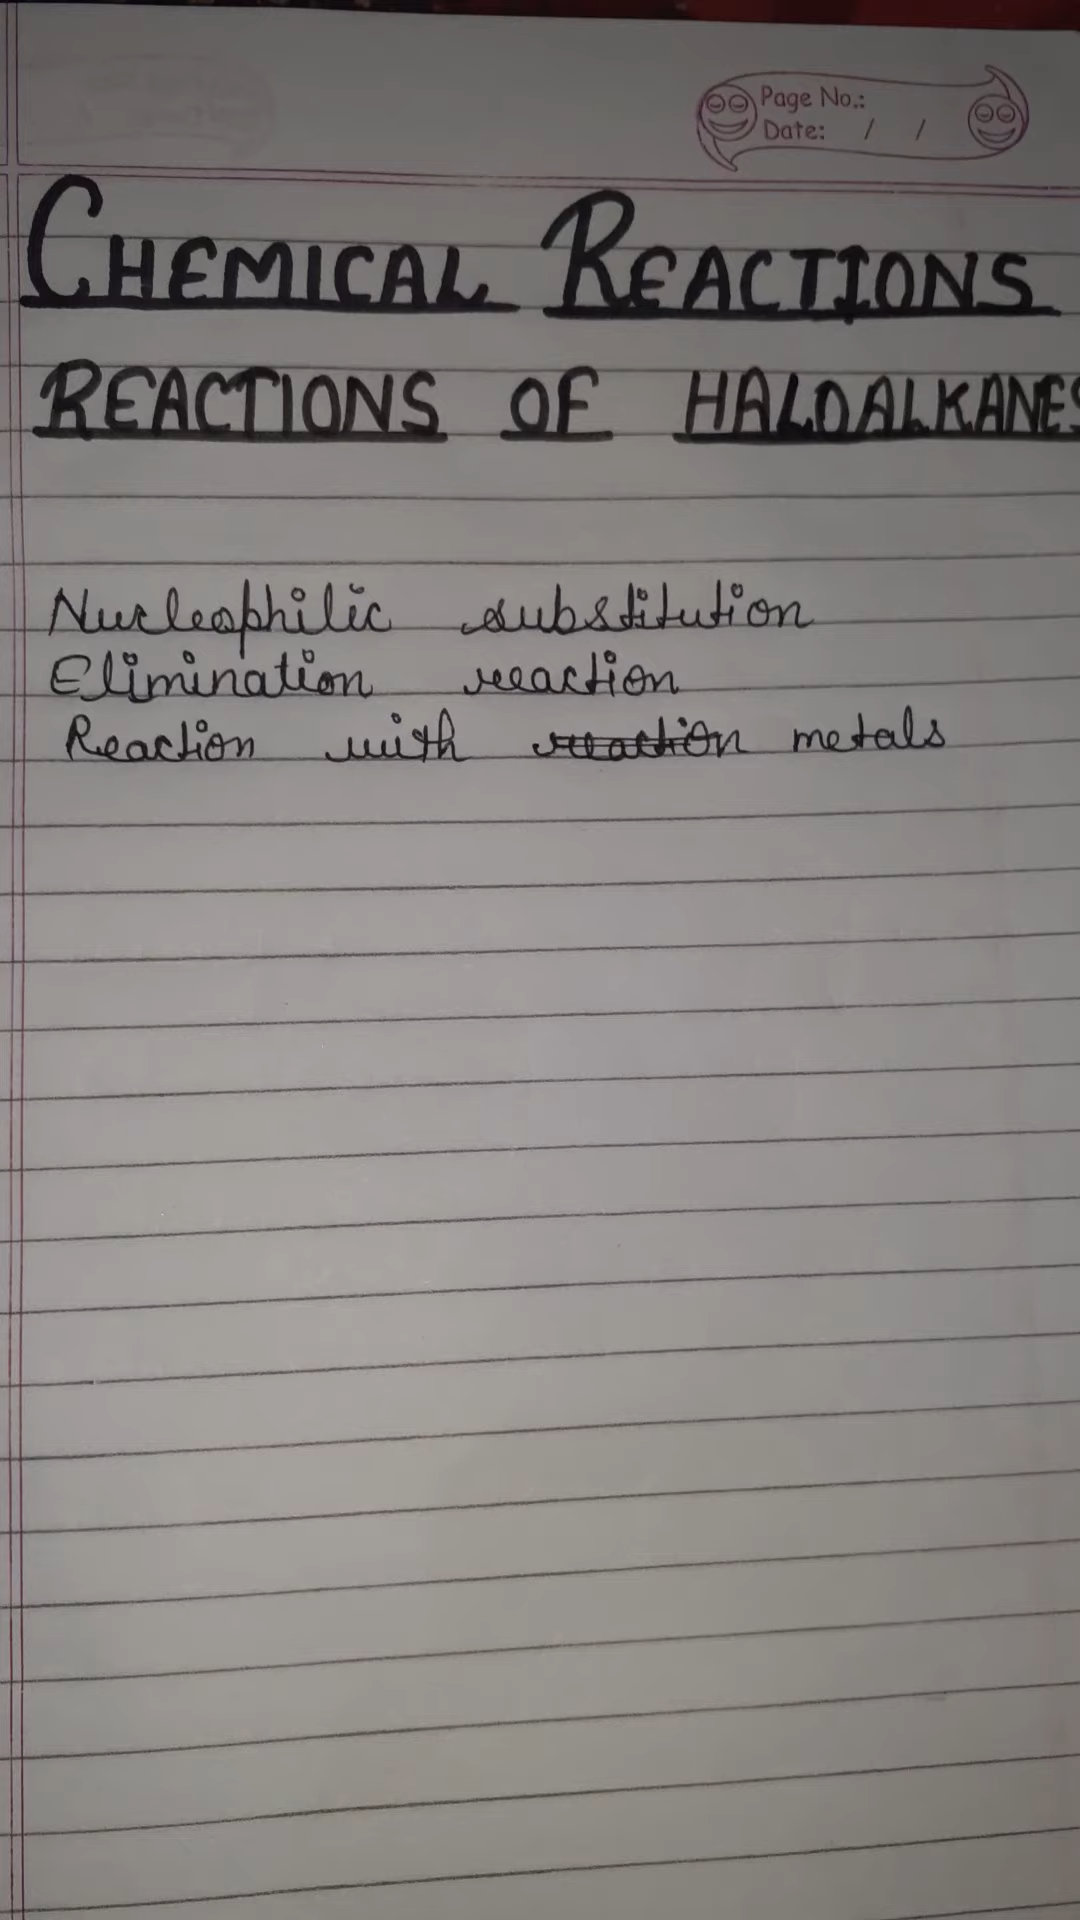 Page No.:
Date: / /
CHEMICAL REACTIONS
REACTIONS OF HALOALKANES
Nucleophilic substitution
Elimination reaction
Reaction with reaction metals